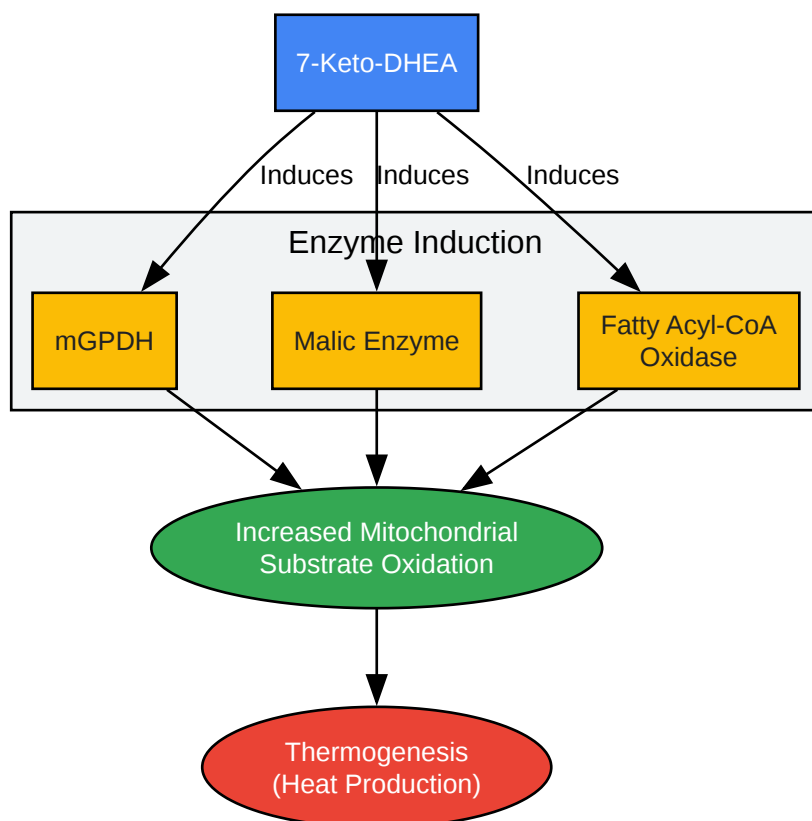 7-Keto-DHEA
Induces
Induces
Induces
Enzyme Induction
mGPDH
Malic Enzyme
Fatty Acyl-CoA
Oxidase
Increased Mitochondrial
Substrate Oxidation
Thermogenesis
(Heat Production)